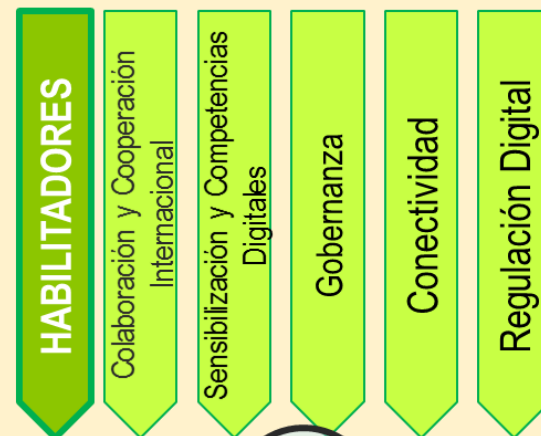 HABILITADORES
Colaboración y Cooperación
Internacional
Sensibilización y Competencias
Digitales
Gobernanza
Conectividad
Regulación Digital